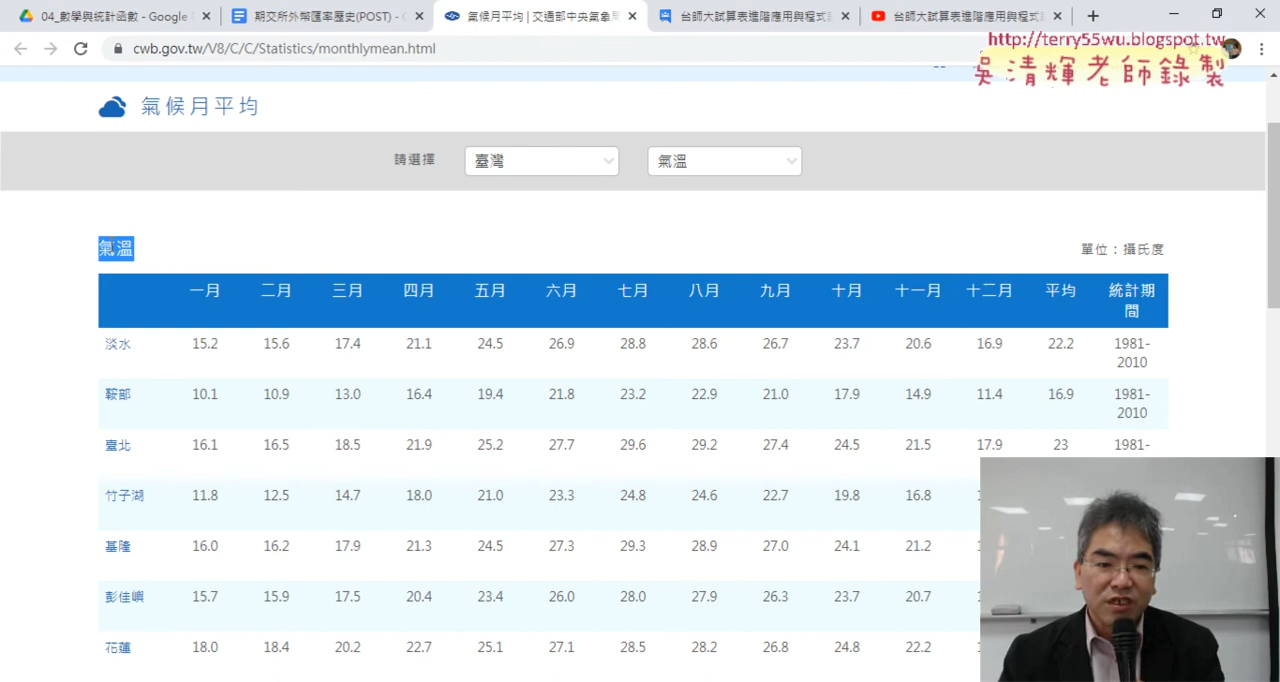 04_數學與統計函數 - Google
期交所外幣匯率歷史(POST) -
氣候月平均 | 交通部中央氣象局
台師大試算表進階應用與程式設
台師大試算表進階應用與程式設
cwb.gov.tw/V8/C/C/Statistics/monthlymean.html
http://terry55wu.blogspot.tw
吳清輝老師錄製
氣候月平均
請選擇 臺灣 氣溫
氣溫 單位：攝氏度
一月 二月 三月 四月 五月 六月 七月 八月 九月 十月 十一月 十二月 平均 統計期間
淡水 15.2 15.6 17.4 21.1 24.5 26.9 28.8 28.6 26.7 23.7 20.6 16.9 22.2 1981-2010
鞍部 10.1 10.9 13.0 16.4 19.4 21.8 23.2 22.9 21.0 17.9 14.9 11.4 16.9 1981-2010
臺北 16.1 16.5 18.5 21.9 25.2 27.7 29.6 29.2 27.4 24.5 21.5 17.9 23 1981-
竹子湖 11.8 12.5 14.7 18.0 21.0 23.3 24.8 24.6 22.7 19.8 16.8
基隆 16.0 16.2 17.9 21.3 24.5 27.3 29.3 28.9 27.0 24.1 21.2
彭佳嶼 15.7 15.9 17.5 20.4 23.4 26.0 28.0 27.9 26.3 23.7 20.7
花蓮 18.0 18.4 20.2 22.7 25.1 27.1 28.5 28.2 26.8 24.8 22.2